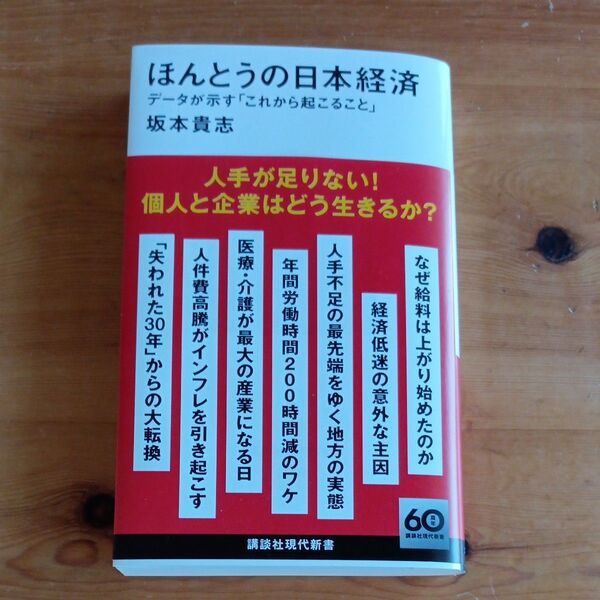 ほんとうの日本経済
データが示す「これから起こること」
坂本貴志
人手が足りない!
個人と企業はどう生きるか?
なぜ給料は上がり始めたのか
経済低迷の意外な主因
人手不足の最先端をゆく地方の実態
年間労働時間200時間減のワケ
医療・介護が最大の産業になる日
人件費高騰がインフレを引き起こす
「失われた30年」からの大転換
60周年
講談社現代新書
講談社現代新書